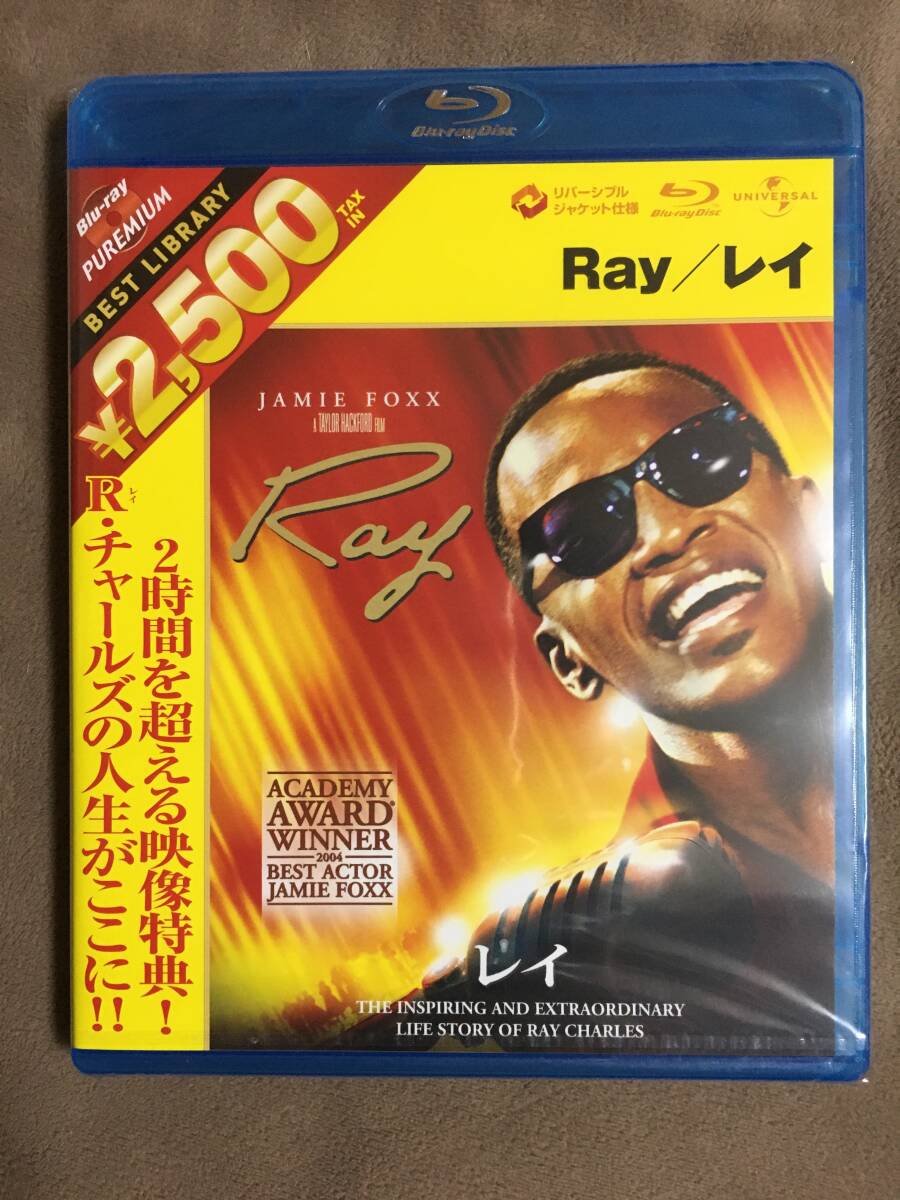 Blu-ray Disc
Blu-ray
PUREMIUM
BEST LIBRARY
¥2,500 TAX IN
リバーシブル
ジャケット仕様
Blu-ray Disc
UNIVERSAL
Ray／レイ
JAMIE FOXX
A TAYLOR HACKFORD FILM
Ray
2時間を超える映像特典!
R・チャールズの人生がここに!!
レイ
ACADEMY
AWARD®
WINNER
2004
BEST ACTOR
JAMIE FOXX
レイ
THE INSPIRING AND EXTRAORDINARY
LIFE STORY OF RAY CHARLES